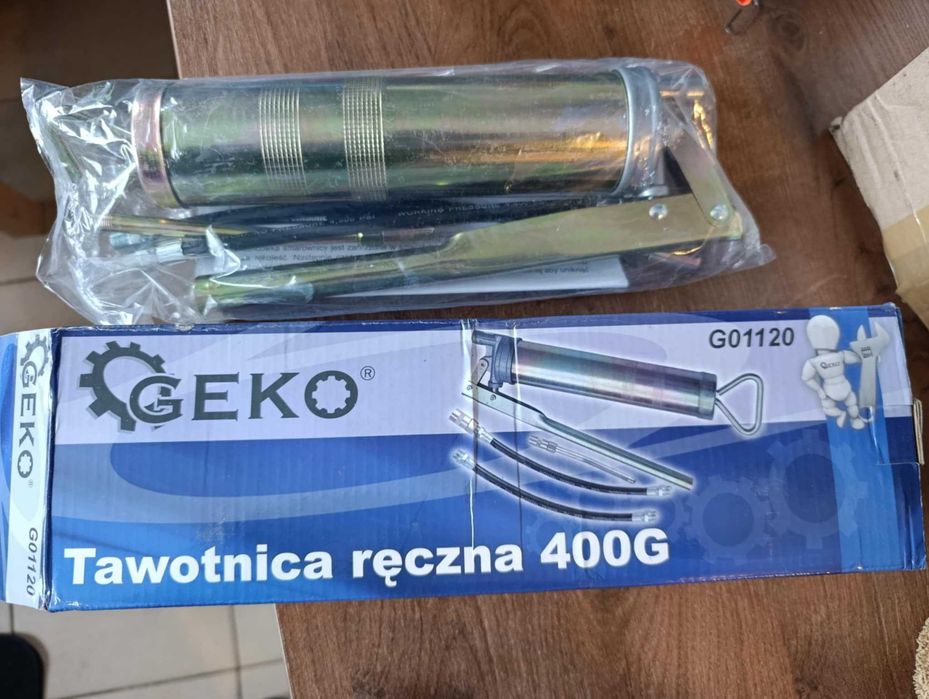 WORKING PRESSURE
GEKO®
G01120
GEKO®
G01120
Tawotnica ręczna 400G